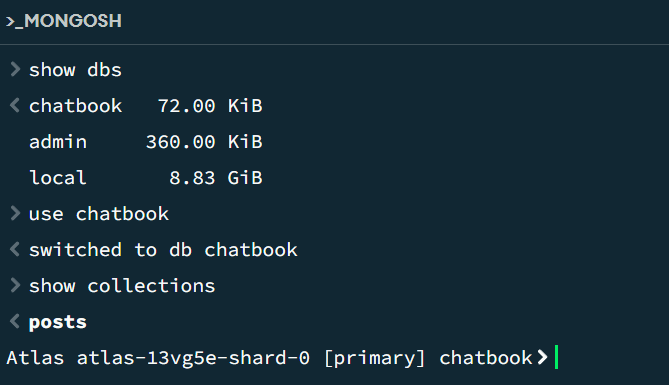 >_MONGOSH
> show dbs
< chatbook   72.00 KiB
  admin     360.00 KiB
  local       8.83 GiB
> use chatbook
< switched to db chatbook
> show collections
< posts
Atlas atlas-13vg5e-shard-0 [primary] chatbook>